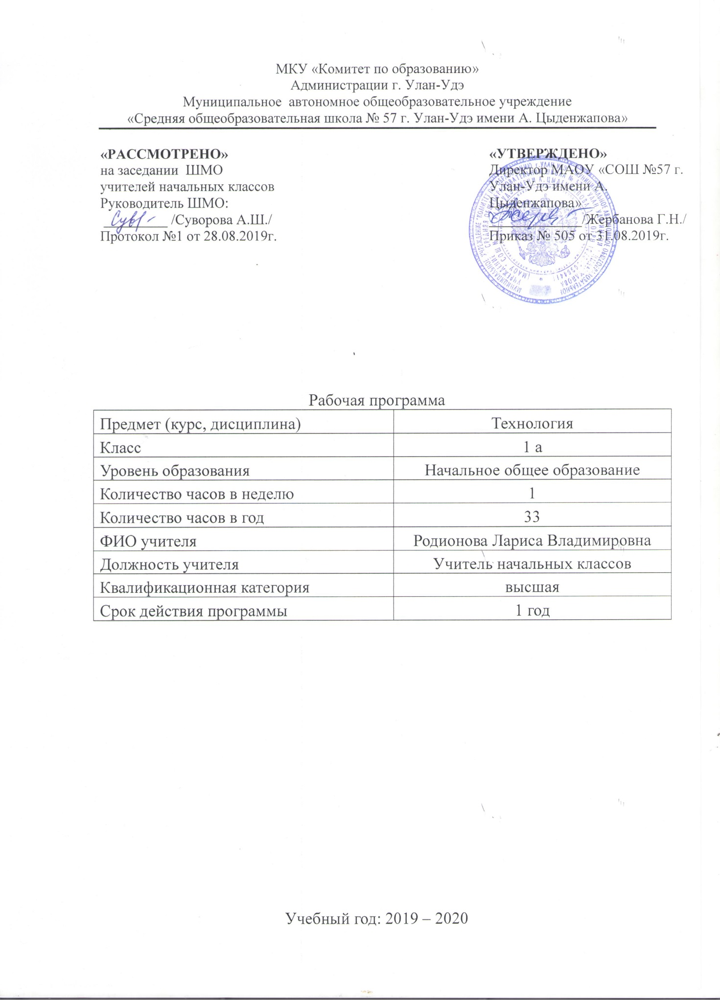 МКУ «Комитет по образованию»
Администрации г. Улан-Удэ
Муниципальное автономное общеобразовательное учреждение
«Средняя общеобразовательная школа № 57 г. Улан-Удэ имени А. Цыденжапова»
«РАССМОТРЕНО»
на заседании ШМО
учителей начальных классов
Руководитель ШМО:
/Суворова А.Ш./
Протокол №1 от 28.08.2019г.
«УТВЕРЖДЕНО»
Директор МАОУ «СОШ №57 г.
Улан-Удэ имени А.
Цыденжапова»
/Жербанова Г.Н./
Приказ № 505 от 31.08.2019г.
Рабочая программа
Предмет (курс, дисциплина) Технология
Класс 1 а
Уровень образования Начальное общее образование
Количество часов в неделю 1
Количество часов в год 33
ФИО учителя Родионова Лариса Владимировна
Должность учителя Учитель начальных классов
Квалификационная категория высшая
Срок действия программы 1 год
Учебный год: 2019 – 2020